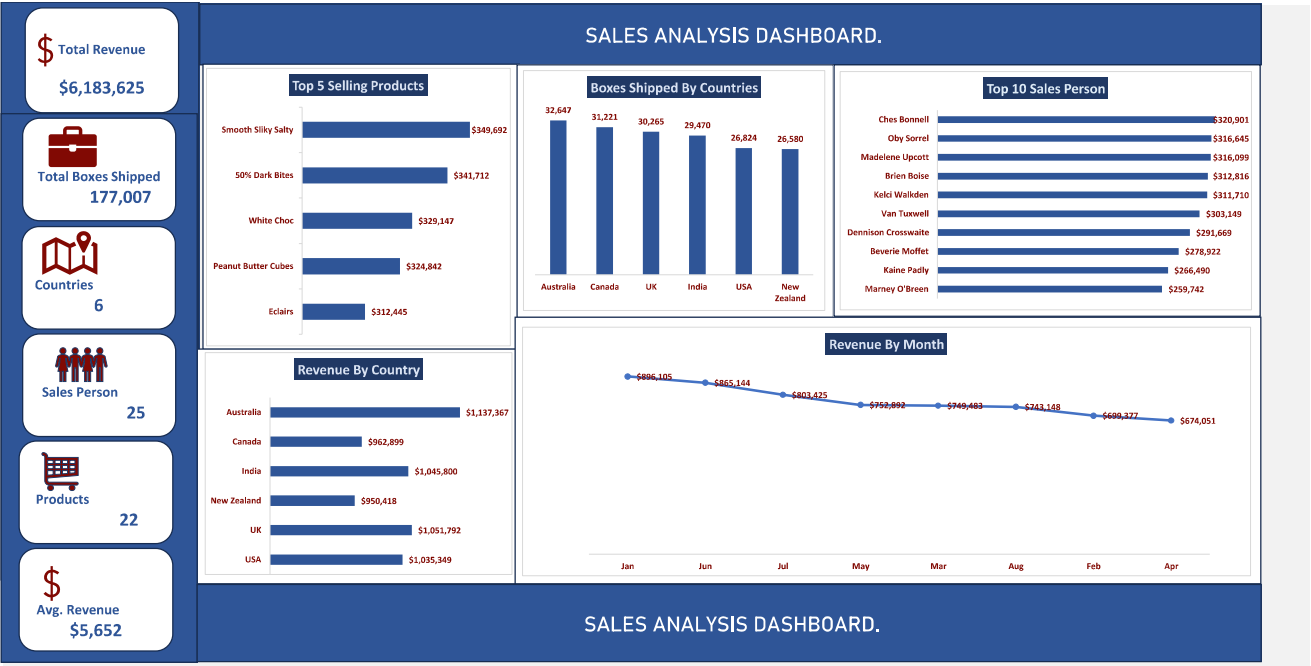 SALES ANALYSIS DASHBOARD.
$ Total Revenue
$6,183,625
Total Boxes Shipped
177,007
Countries
6
Sales Person
25
Products
22
$
Avg. Revenue
$5,652
Top 5 Selling Products
Smooth Sliky Salty $349,692
50% Dark Bites $341,712
White Choc $329,147
Peanut Butter Cubes $324,842
Eclairs $312,445
Boxes Shipped By Countries
32,647 31,221 30,265 29,470 26,824 26,580
Australia Canada UK India USA New
Zealand
Top 10 Sales Person
Ches Bonnell $320,901
Oby Sorrel $316,645
Madelene Upcott $316,099
Brien Boise $312,816
Kelci Walkden $311,710
Van Tuxwell $303,149
Dennison Crosswaite $291,669
Beverie Moffet $278,922
Kaine Padly $266,490
Marney O'Breen $259,742
Revenue By Country
Australia $1,137,367
Canada $962,899
India $1,045,800
New Zealand $950,418
UK $1,051,792
USA $1,035,349
Revenue By Month
$896,105 $865,144 $803,425 $752,892 $749,483 $743,148 $699,377 $674,051
Jan Jun Jul May Mar Aug Feb Apr
SALES ANALYSIS DASHBOARD.